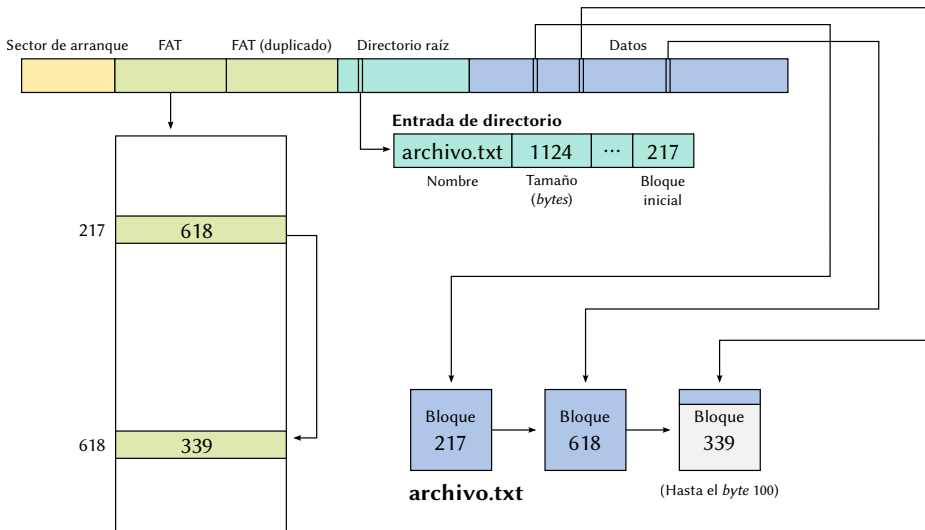 Sector de arranque
FAT
FAT (duplicado)
Directorio raíz
Datos
Entrada de directorio
archivo.txt
1124
...
217
Nombre
Tamaño
(bytes)
Bloque
inicial
217
618
618
339
Bloque
217
Bloque
618
Bloque
339
archivo.txt
(Hasta el byte 100)